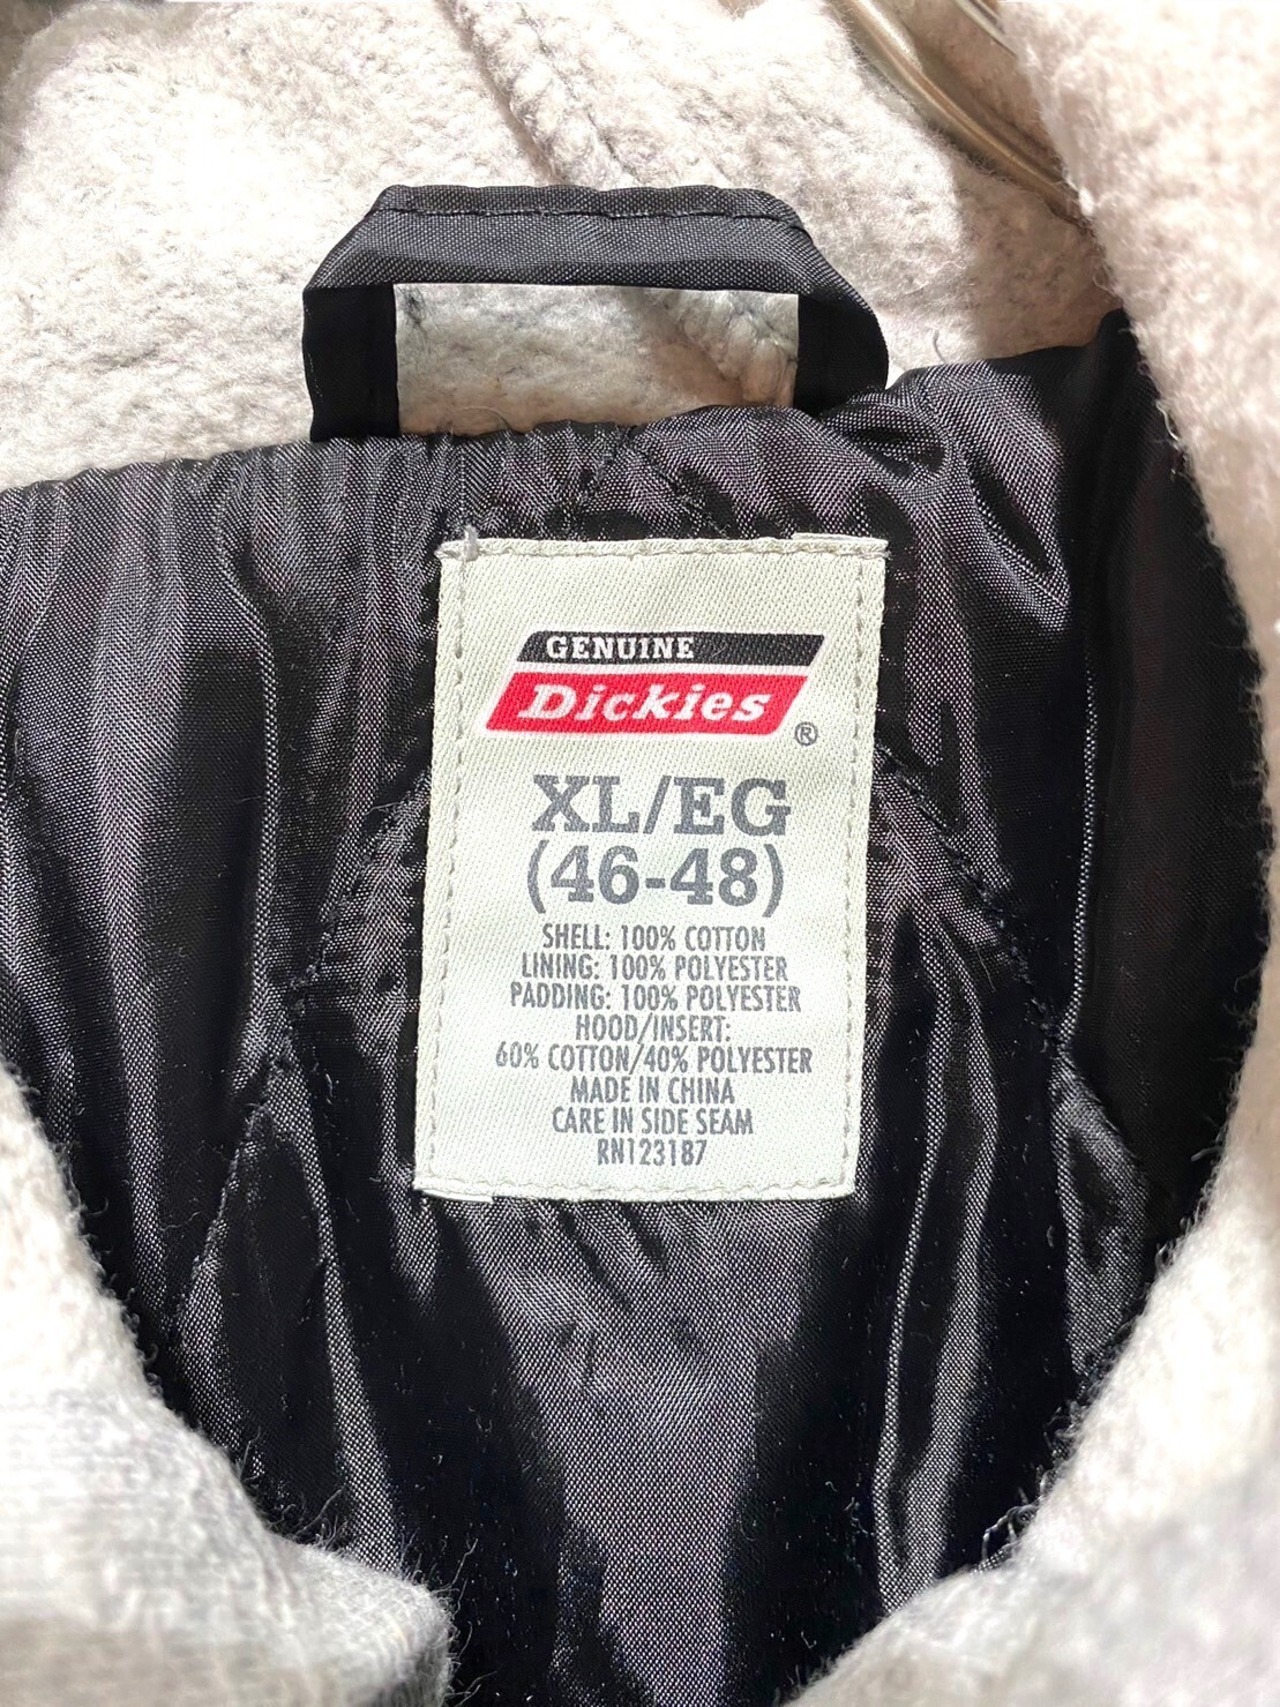 GENUINE
Dickies®
XL/EG
(46-48)
SHELL: 100% COTTON
LINING: 100% POLYESTER
PADDING: 100% POLYESTER
HOOD/INSERT:
60% COTTON/40% POLYESTER
MADE IN CHINA
CARE IN SIDE SEAM
RN123187